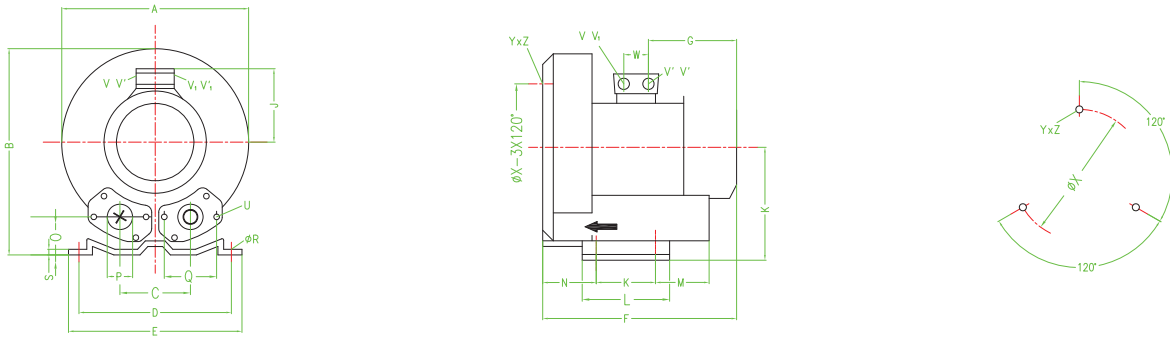 A
B
V V'
V₁ V'₁
J
U
O
S
ØR
P
Q
C
D
E
YxZ
V V₁
W
G
V' V'
ØX-3X120°
K
N
K
M
L
F
YxZ
120°
ØX
120°